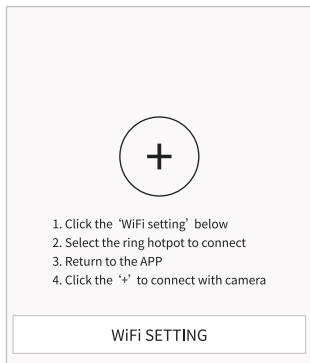 +
1. Click the ‘WiFi setting’ below
2. Select the ring hotpot to connect
3. Return to the APP
4. Click the ‘+’ to connect with camera
WiFi SETTING